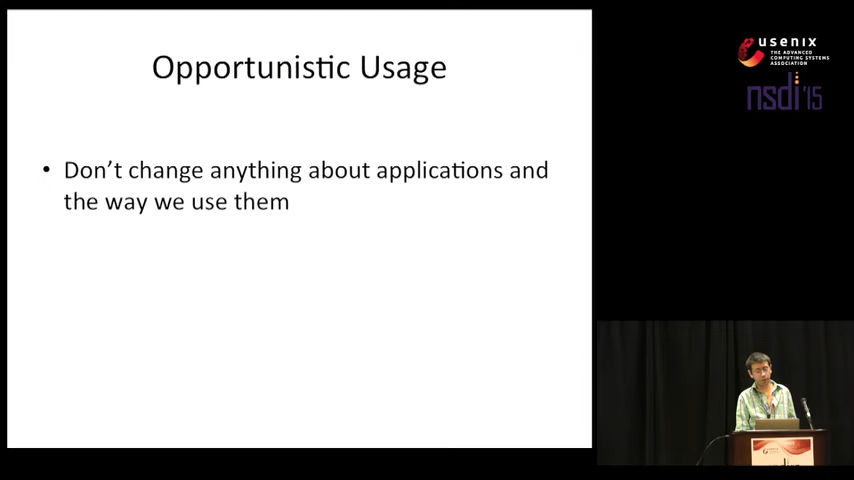 Opportunistic Usage
• Don't change anything about applications and
the way we use them
usenix
THE ADVANCED
COMPUTING SYSTEMS
ASSOCIATION
nsdi '15